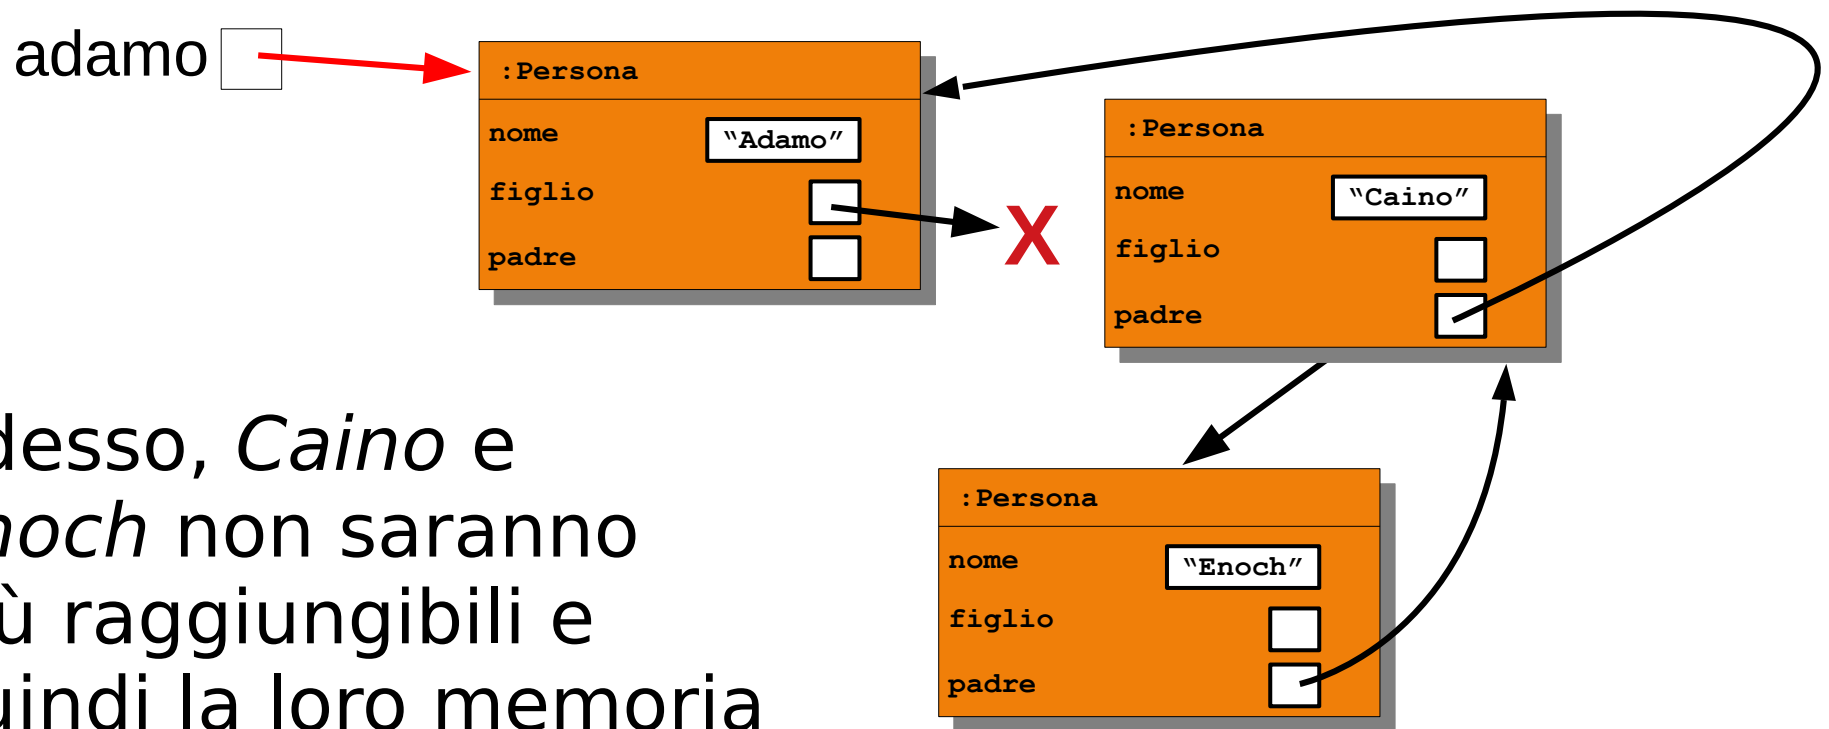 adamo
:Persona
nome "Adamo"
figlio
padre
X
:Persona
nome "Caino"
figlio
padre
desso, Caino e
noch non saranno
ù raggiungibili e
uindi la loro memoria
:Persona
nome "Enoch"
figlio
padre